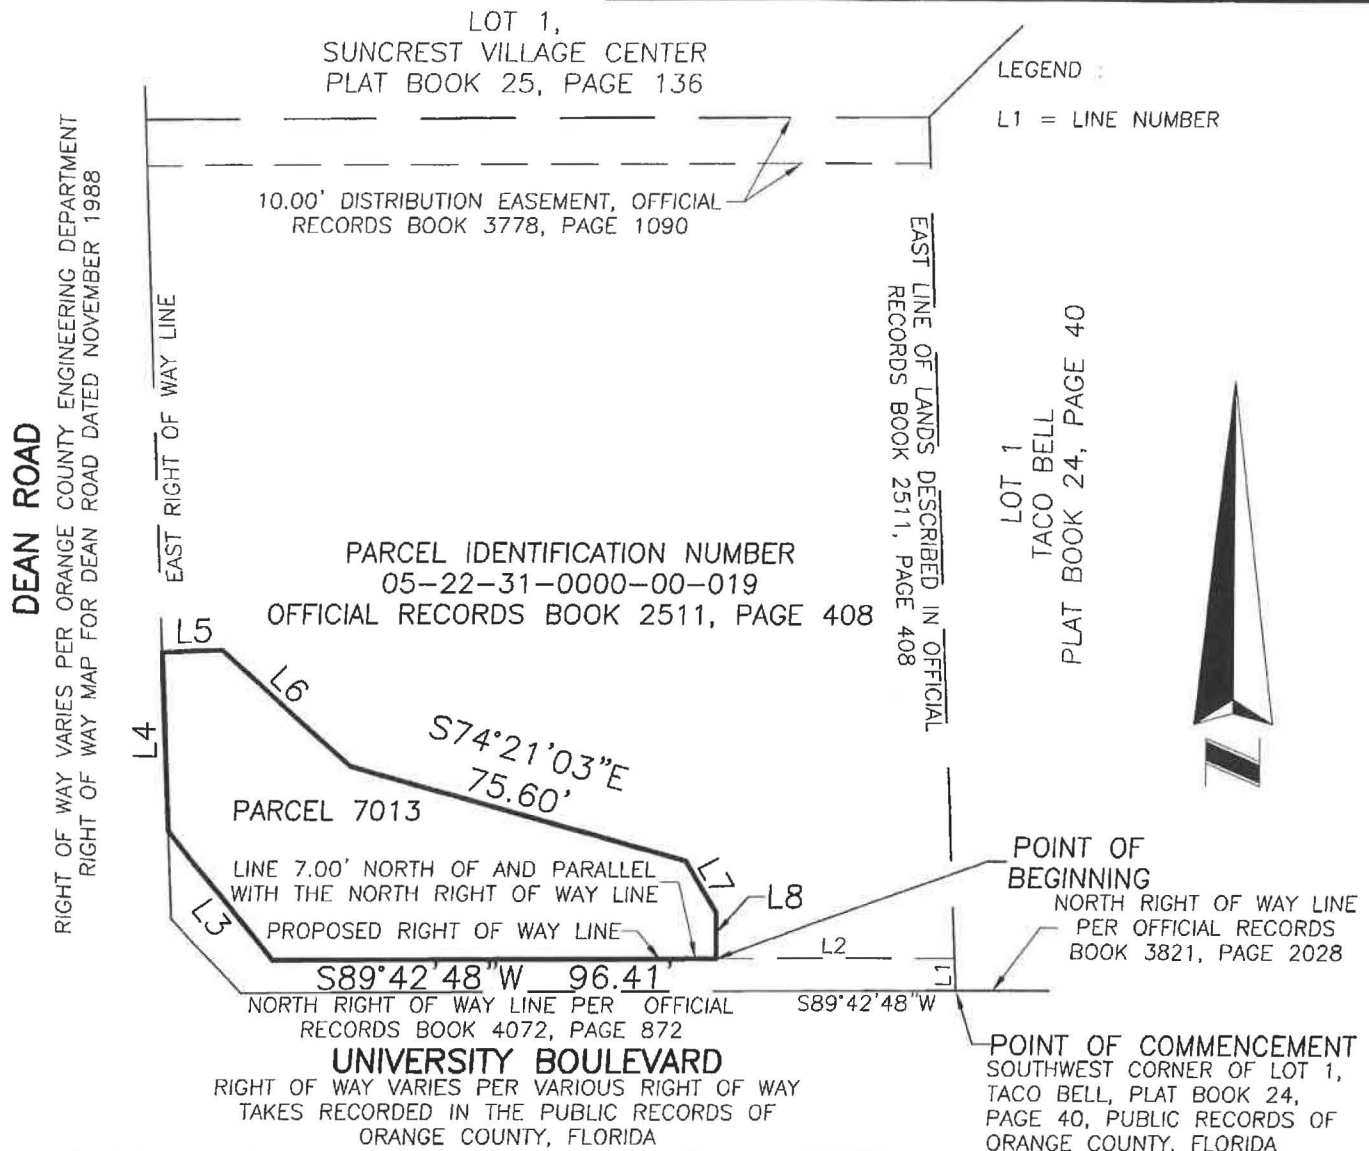 LOT 1,
SUNCREST VILLAGE CENTER
PLAT BOOK 25, PAGE 136
LEGEND :
L1 = LINE NUMBER
10.00' DISTRIBUTION EASEMENT, OFFICIAL
RECORDS BOOK 3778, PAGE 1090
DEAN ROAD
RIGHT OF WAY VARIES PER ORANGE COUNTY ENGINEERING DEPARTMENT
RIGHT OF WAY MAP FOR DEAN ROAD DATED NOVEMBER 1988
EAST RIGHT OF WAY LINE
EAST LINE OF LANDS DESCRIBED IN OFFICIAL
RECORDS BOOK 2511, PAGE 408
LOT 1
TACO BELL
PLAT BOOK 24, PAGE 40
PARCEL IDENTIFICATION NUMBER
05-22-31-0000-00-019
OFFICIAL RECORDS BOOK 2511, PAGE 408
L5
L6
L4
S74°21'03"E
75.60'
PARCEL 7013
LINE 7.00' NORTH OF AND PARALLEL
WITH THE NORTH RIGHT OF WAY LINE
L7
L8
L3
PROPOSED RIGHT OF WAY LINE
POINT OF
BEGINNING
NORTH RIGHT OF WAY LINE
PER OFFICIAL RECORDS
BOOK 3821, PAGE 2028
L2
L1
S89°42'48"W 96.41'
S89°42'48"W
NORTH RIGHT OF WAY LINE PER OFFICIAL
RECORDS BOOK 4072, PAGE 872
UNIVERSITY BOULEVARD
RIGHT OF WAY VARIES PER VARIOUS RIGHT OF WAY
TAKES RECORDED IN THE PUBLIC RECORDS OF
ORANGE COUNTY, FLORIDA
POINT OF COMMENCEMENT
SOUTHWEST CORNER OF LOT 1,
TACO BELL, PLAT BOOK 24,
PAGE 40, PUBLIC RECORDS OF
ORANGE COUNTY, FLORIDA
N